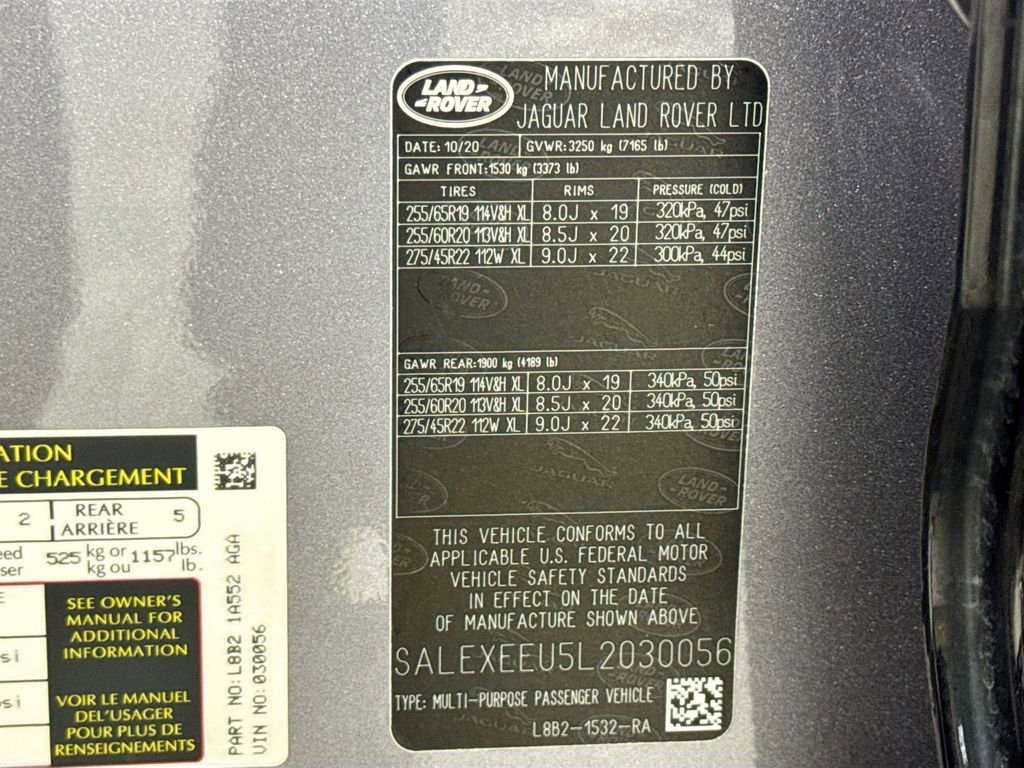 LAND-
-ROVER
MANUFACTURED BY
JAGUAR LAND ROVER LTD
DATE: 10/20 GVWR:3250 kg (7165 lb)
GAWR FRONT:1530 kg (3373 lb)
TIRES RIMS PRESSURE (COLD)
255/65R19 114V&H XL 8.0J x 19 320kPa, 47psi
255/60R20 113V&H XL 8.5J x 20 320kPa, 47psi
275/45R22 112W XL 9.0J x 22 300kPa, 44psi
GAWR REAR:1900 kg (4189 lb)
255/65R19 114V&H XL 8.0J x 19 340kPa, 50psi
255/60R20 113V&H XL 8.5J x 20 340kPa, 50psi
275/45R22 112W XL 9.0J x 22 340kPa, 50psi
THIS VEHICLE CONFORMS TO ALL
APPLICABLE U.S. FEDERAL MOTOR
VEHICLE SAFETY STANDARDS
IN EFFECT ON THE DATE
OF MANUFACTURE SHOWN ABOVE
SALEXEEU5L2030056
TYPE: MULTI-PURPOSE PASSENGER VEHICLE
L8B2-1532-RA
ATION
E CHARGEMENT
2 REAR 5
ARRIÈRE
eed 525 kg or 1157 lbs.
ser kg ou lb.
SEE OWNER'S
MANUAL FOR
ADDITIONAL
INFORMATION
si
si
VOIR LE MANUEL
DEL'USAGER
POUR PLUS DE
RENSEIGNEMENTS
PART NO:L8B2 1A552 AGA
VIN NO:030056